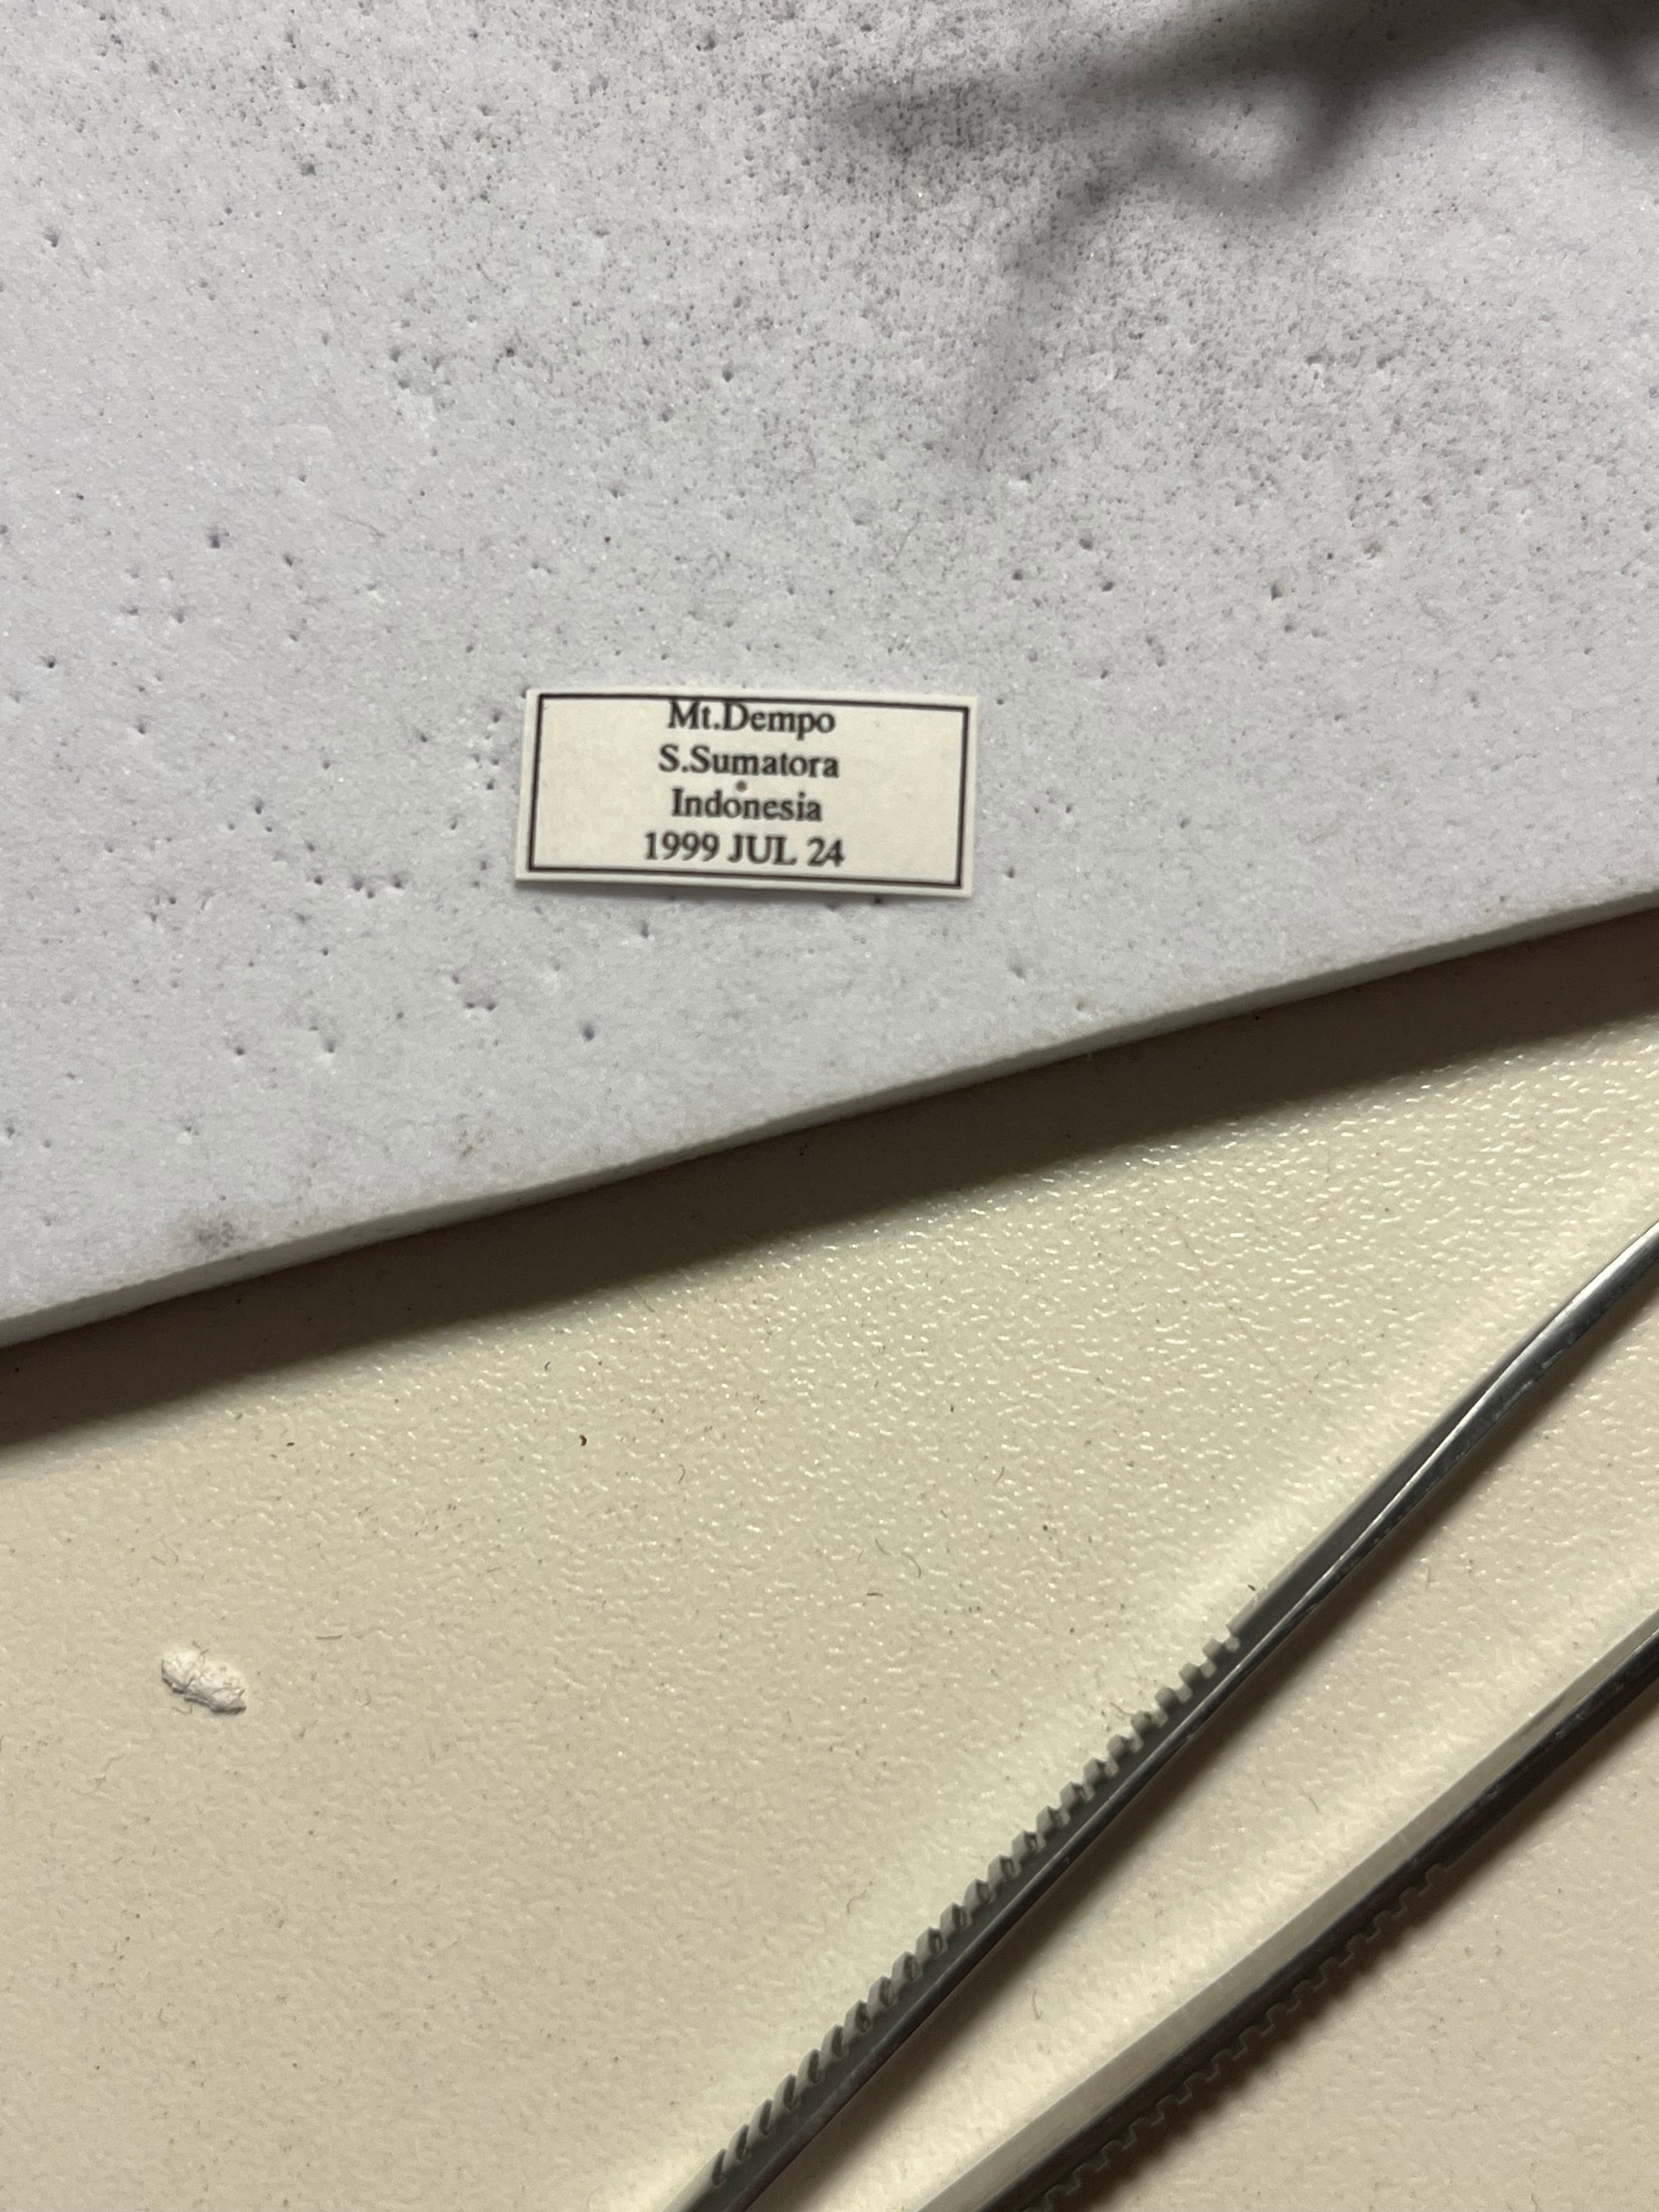 Mt.Dempo
S.Sumatora
Indonesia
1999 JUL 24